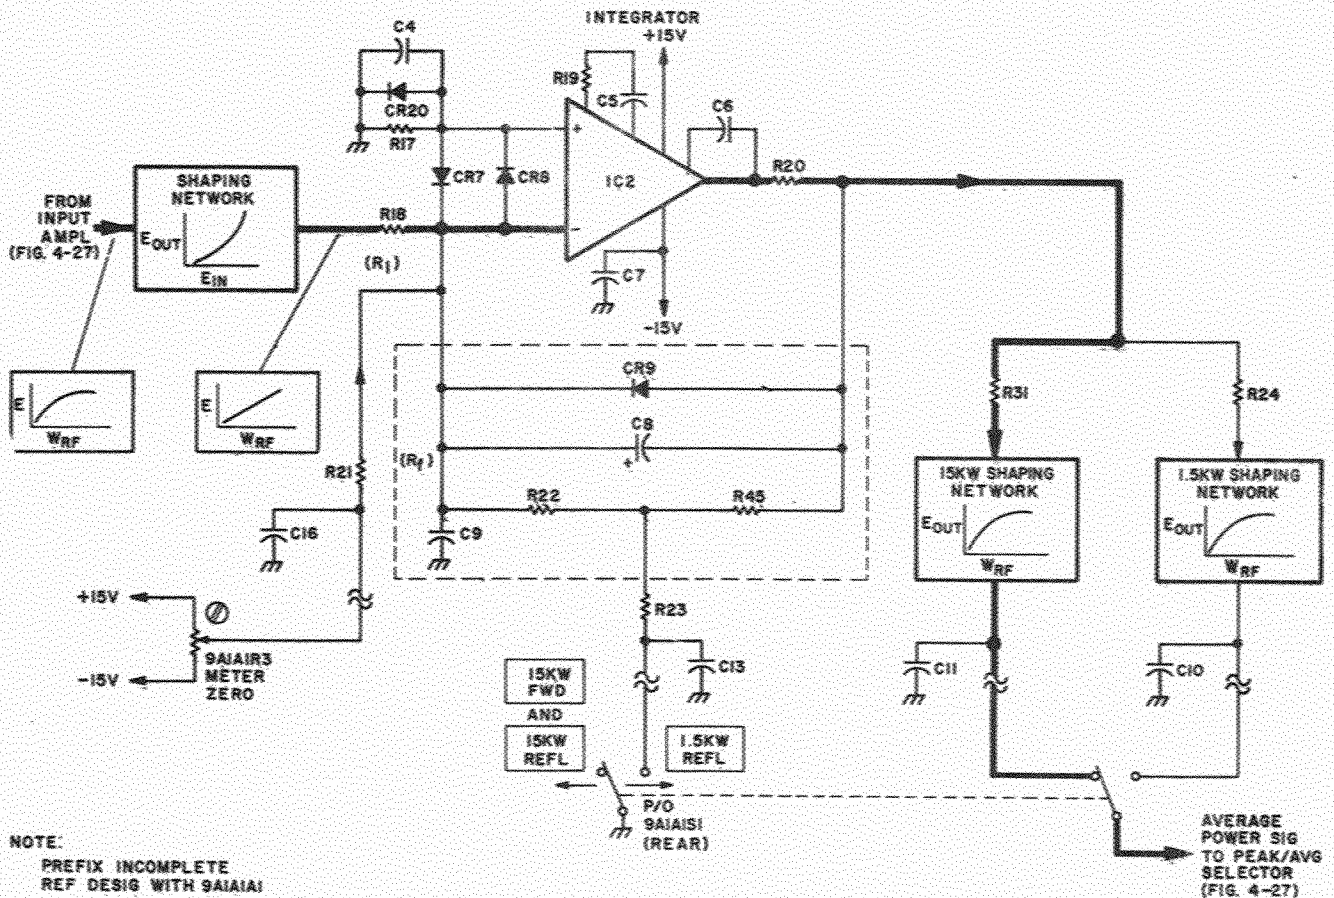 INTEGRATOR
+15V
C4
CR20
R17
R19
C5
C6
+
IC2
-
R20
CR7
CR8
SHAPING
NETWORK
EOUT
EIN
FROM
INPUT
AMPL
(FIG. 4-27)
R18
(R1)
C7
-15V
E
WRF
E
WRF
CR9
C8
+
(Rf)
R22
R45
C9
R21
C16
R31
R24
15KW SHAPING
NETWORK
EOUT
WRF
1.5KW SHAPING
NETWORK
EOUT
WRF
+15V
-15V
9A1A1R3
METER
ZERO
R23
C13
C11
C10
15KW
FWD
AND
15KW
REFL
1.5KW
REFL
P/O
9A1A1S1
(REAR)
AVERAGE
POWER SIG
TO PEAK/AVG
SELECTOR
(FIG. 4-27)
NOTE:
PREFIX INCOMPLETE
REF DESIG WITH 9A1A1A1